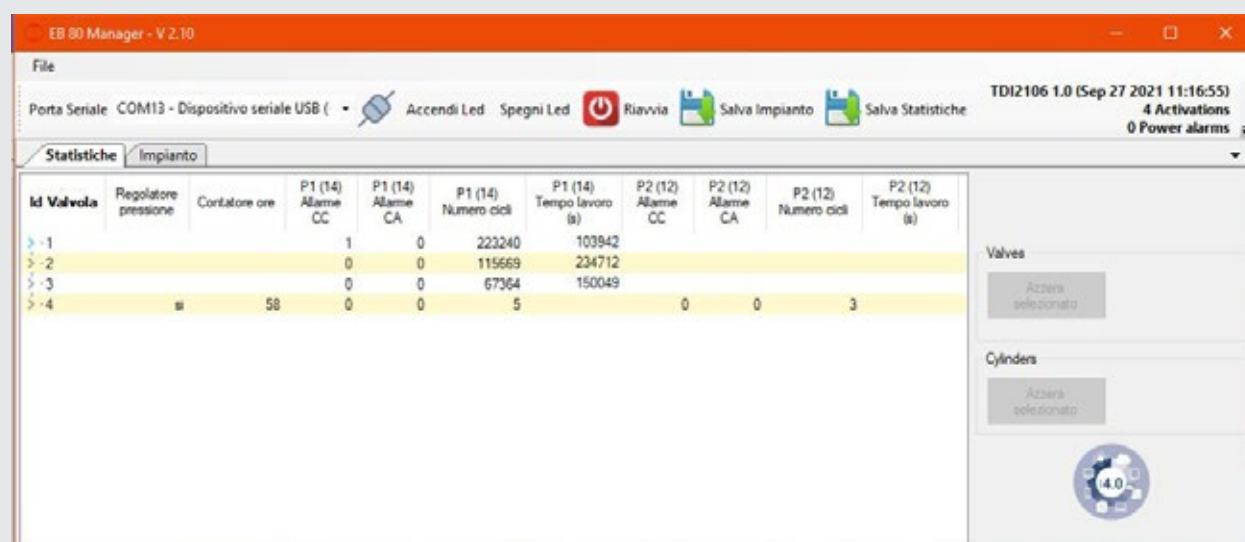 EB 80 Manager - V 2.10
File
Porta Seriale COM13 - Dispositivo seriale USB ( Accendi Led Spegni Led Riavvia Salva Impianto Salva Statistiche
TDI2106 1.0 (Sep 27 2021 11:16:55)
4 Activations
0 Power alarms
Statistiche Impianto
Id Valvola Regolatore pressione Contatore ore P1 (14) Allarme CC P1 (14) Allarme CA P1 (14) Numero cicli P1 (14) Tempo lavoro (s) P2 (12) Allarme CC P2 (12) Allarme CA P2 (12) Numero cicli P2 (12) Tempo lavoro (s)
-1 1 0 223240 103942
-2 0 0 115669 234712
-3 0 0 67364 150049
-4 si 58 0 0 5 0 0 3
Valves
Azzera
selezionato
Cylinders
Azzera
selezionato
4.0